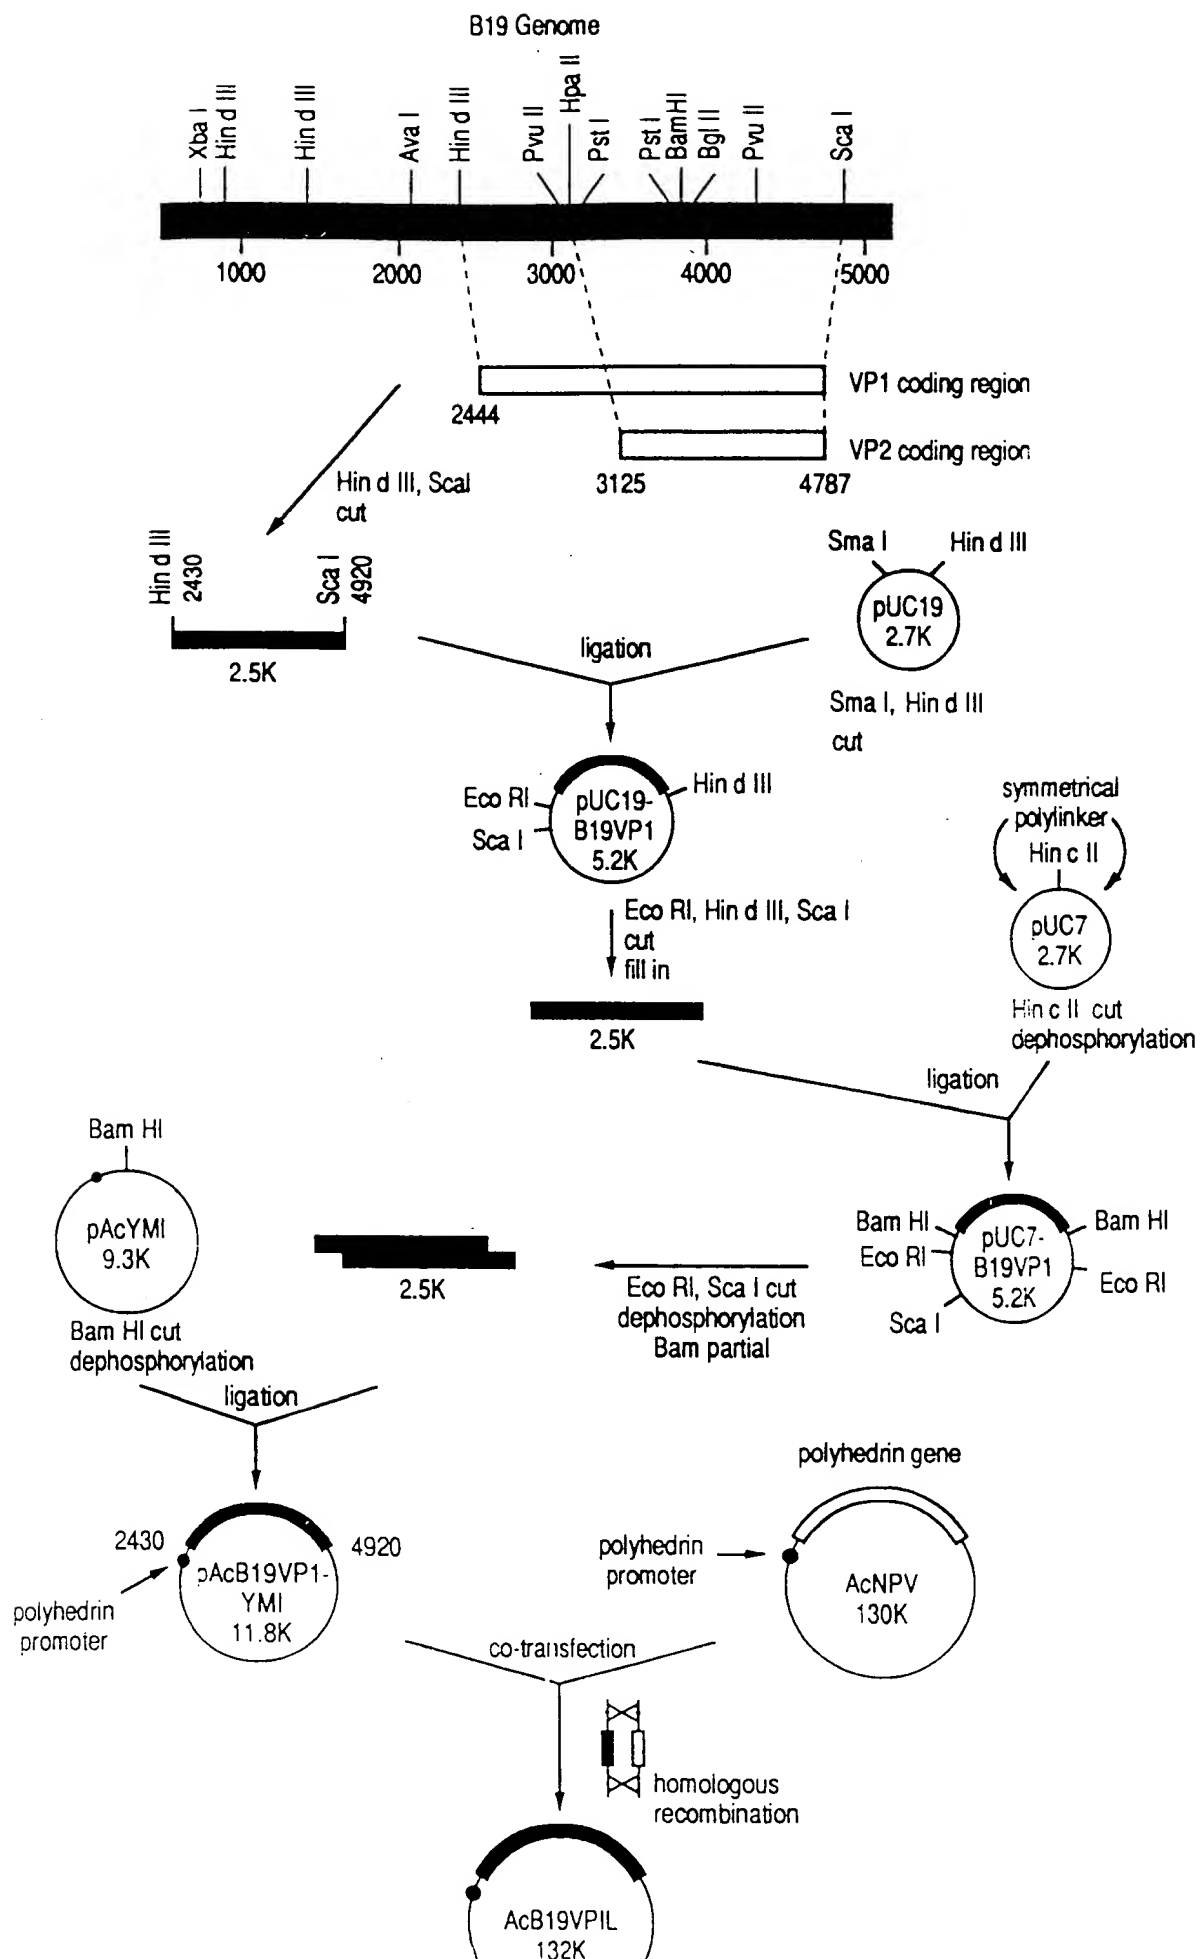 B19 Genome
Xba I
Hin d III
Hin d III
Ava I
Hin d III
Pvu II
Hpa II
Pst I
Pst I
BamHI
Bgl II
Pvu II
Sca I
1000
2000
3000
4000
5000
VP1 coding region
2444
VP2 coding region
3125
4787
Hin d III, ScaI
cut
Hin d III
2430
Sca I
4920
2.5K
Sma I
Hin d III
pUC19
2.7K
Sma I, Hin d III
cut
ligation
Eco RI
Sca I
pUC19-
B19VP1
5.2K
Hin d III
symmetrical
polylinker
Hin c II
pUC7
2.7K
Hin c II cut
dephosphorylation
Eco RI, Hin d III, Sca I
cut
fill in
2.5K
ligation
Bam HI
pAcYMI
9.3K
Bam HI cut
dephosphorylation
2.5K
Eco RI, Sca I cut
dephosphorylation
Bam partial
Bam HI
Eco RI
Sca I
pUC7-
B19VP1
5.2K
Bam HI
Eco RI
ligation
2430
4920
pAcB19VP1-
YMI
11.8K
polyhedrin
promoter
polyhedrin gene
polyhedrin
promoter
AcNPV
130K
co-transfection
homologous
recombination
AcB19VPIL
132K